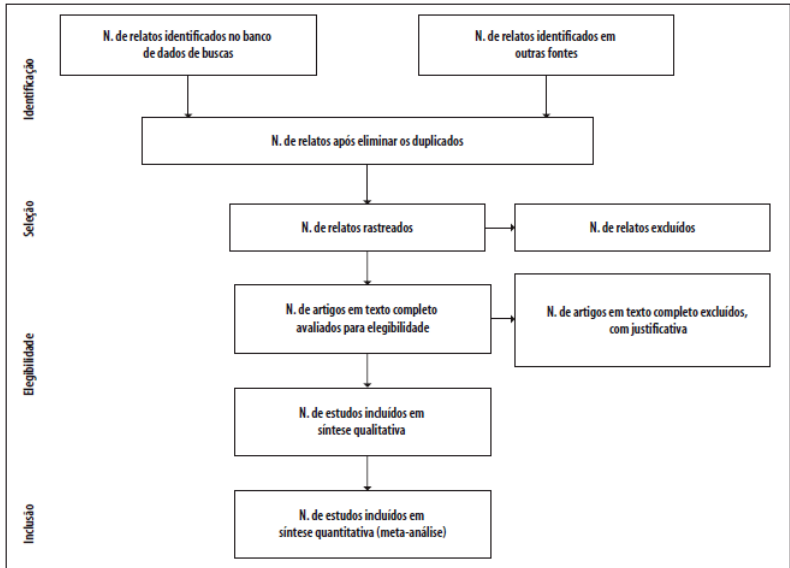 N. de relatos identificados no banco
de dados de buscas
N. de relatos identificados em
outras fontes
Identificação
N. de relatos após eliminar os duplicados
Seleção
N. de relatos rastreados
N. de relatos excluídos
Elegibilidade
N. de artigos em texto completo
avaliados para elegibilidade
N. de artigos em texto completo excluídos,
com justificativa
N. de estudos incluídos em
síntese qualitativa
Inclusão
N. de estudos incluídos em
síntese quantitativa (meta-análise)